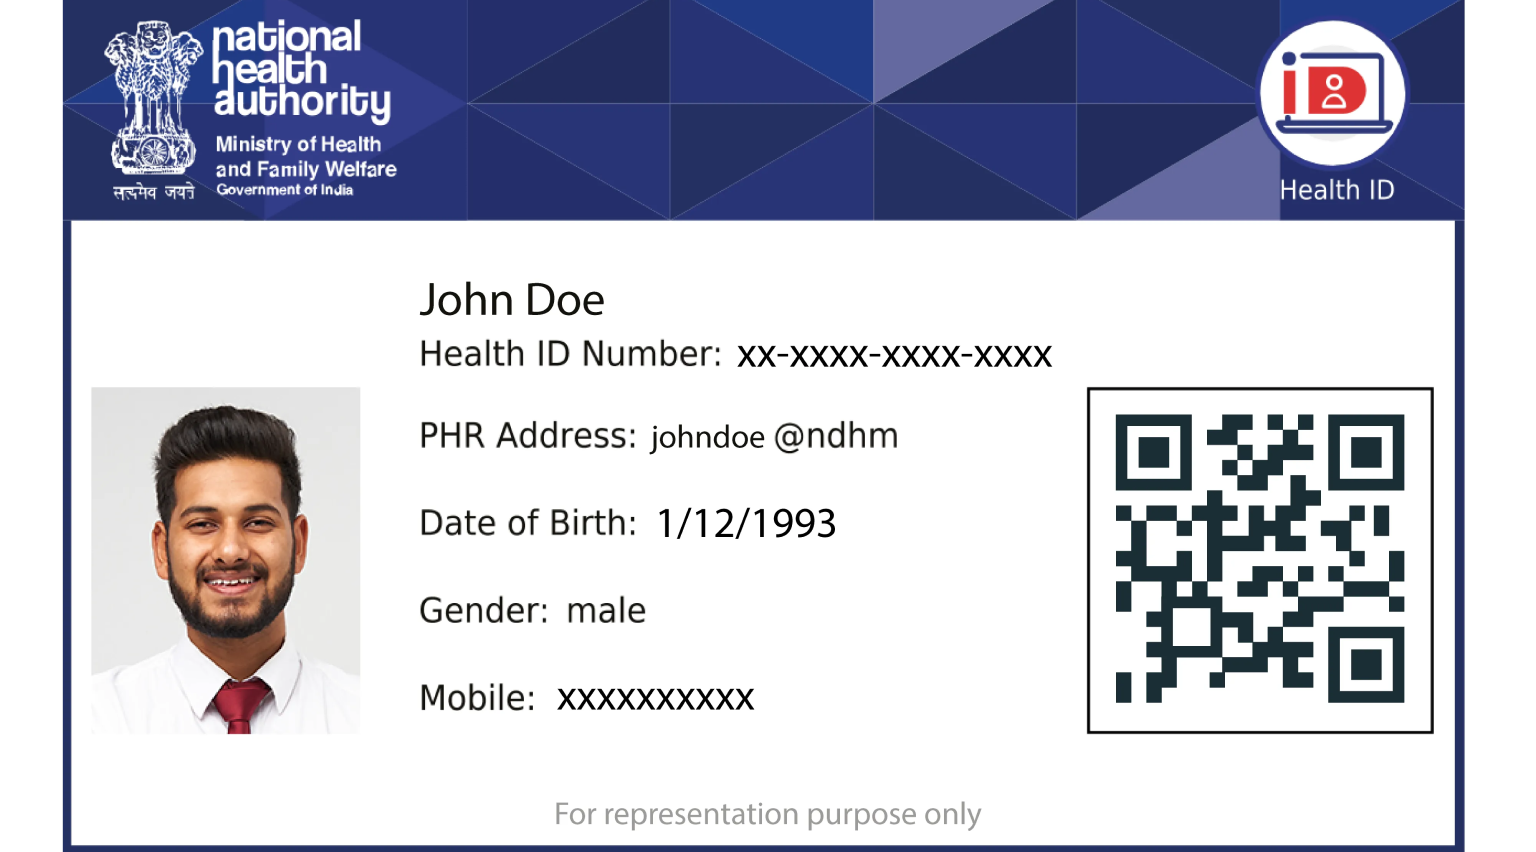 national
health
authority
Ministry of Health
and Family Welfare
Government of India
सत्यमेव जयते
iD
Health ID
John Doe
Health ID Number: xx-xxxx-xxxx-xxxx
PHR Address: johndoe @ndhm
Date of Birth: 1/12/1993
Gender: male
Mobile: xxxxxxxxxx
For representation purpose only